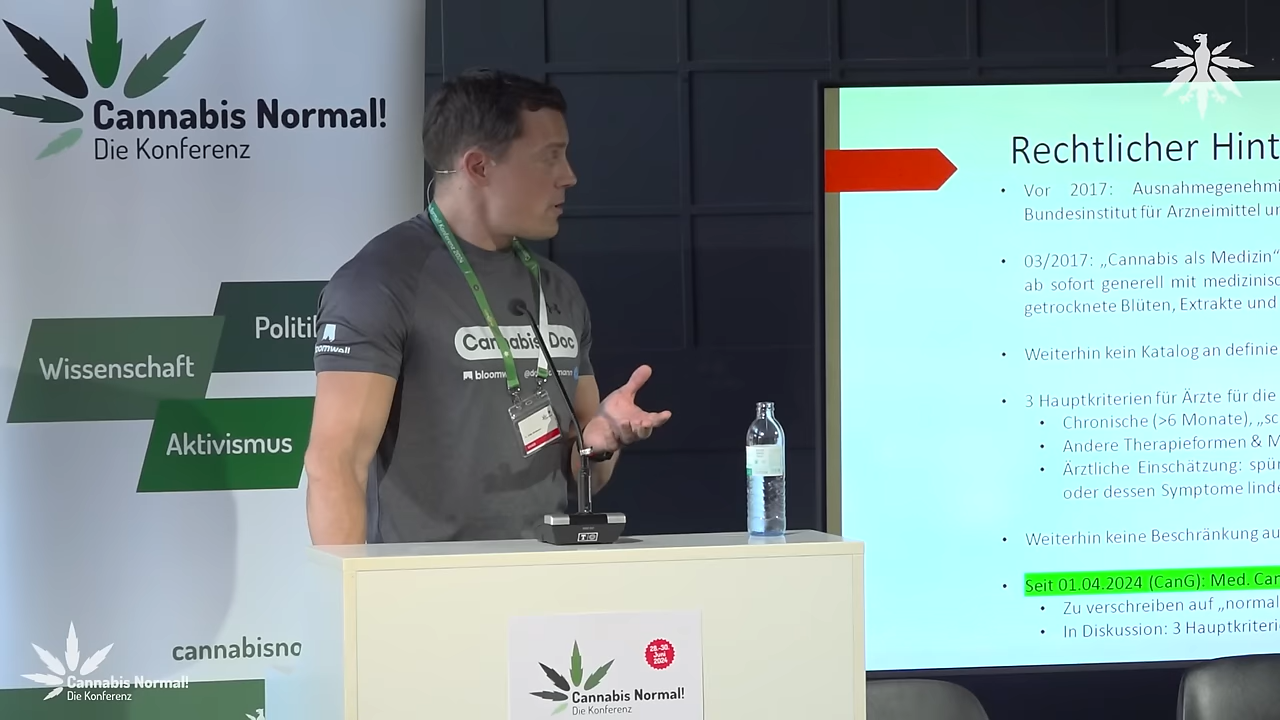 Cannabis Normal!
Die Konferenz
Politi
Wissenschaft
Aktivismus
cannabisno
Cannabis Normal!
Die Konferenz
Cannabis Doc
bloomw
Cannabis Normal!
Die Konferenz
28.-30.
Juni
2024
Rechtlicher Hint
• Vor 2017: Ausnahmegenehmi
Bundesinstitut für Arzneimittel un
• 03/2017: „Cannabis als Medizin“
ab sofort generell mit medizinisc
getrocknete Blüten, Extrakte und
• Weiterhin kein Katalog an definie
• 3 Hauptkriterien für Ärzte für die
• Chronische (>6 Monate), „sc
• Andere Therapieformen & M
• Ärztliche Einschätzung: spür
oder dessen Symptome linde
• Weiterhin keine Beschränkung au
• Seit 01.04.2024 (CanG): Med. Can
• Zu verschreiben auf „normal
• In Diskussion: 3 Hauptkriteri